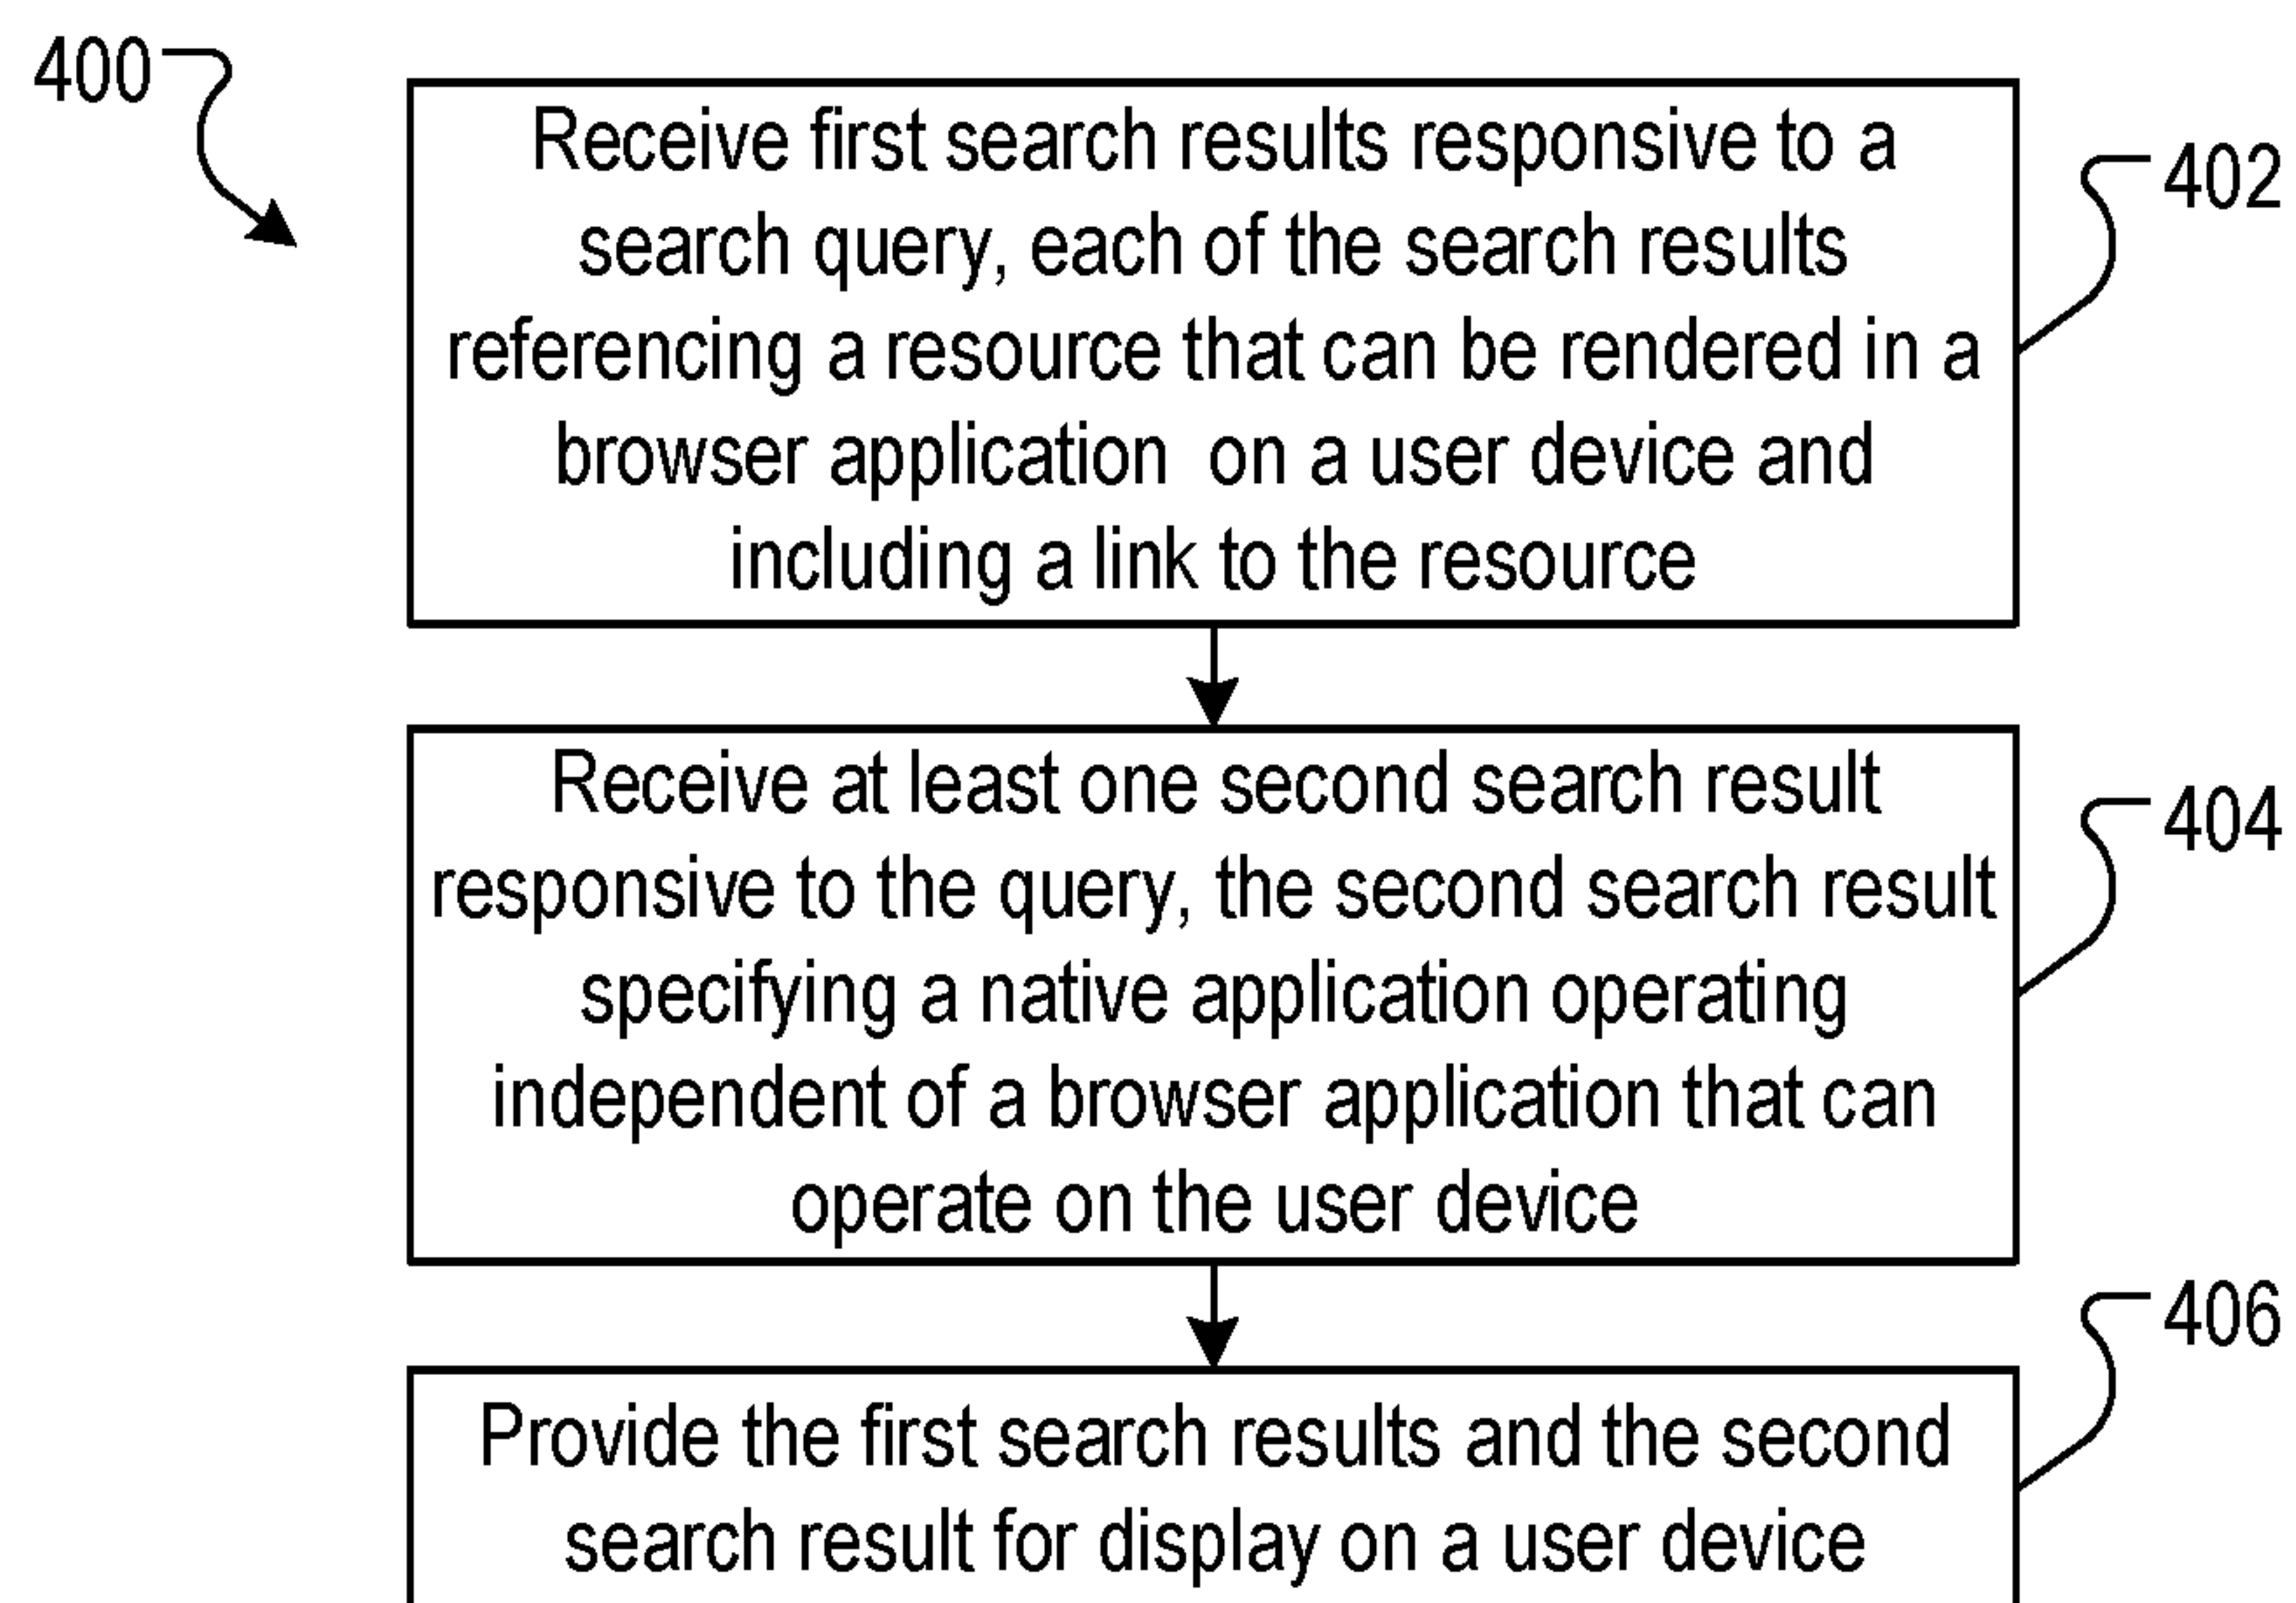 400
Receive first search results responsive to a
search query, each of the search results
referencing a resource that can be rendered in a
browser application on a user device and
including a link to the resource
402
Receive at least one second search result
responsive to the query, the second search result
specifying a native application operating
independent of a browser application that can
operate on the user device
404
Provide the first search results and the second
search result for display on a user device
406